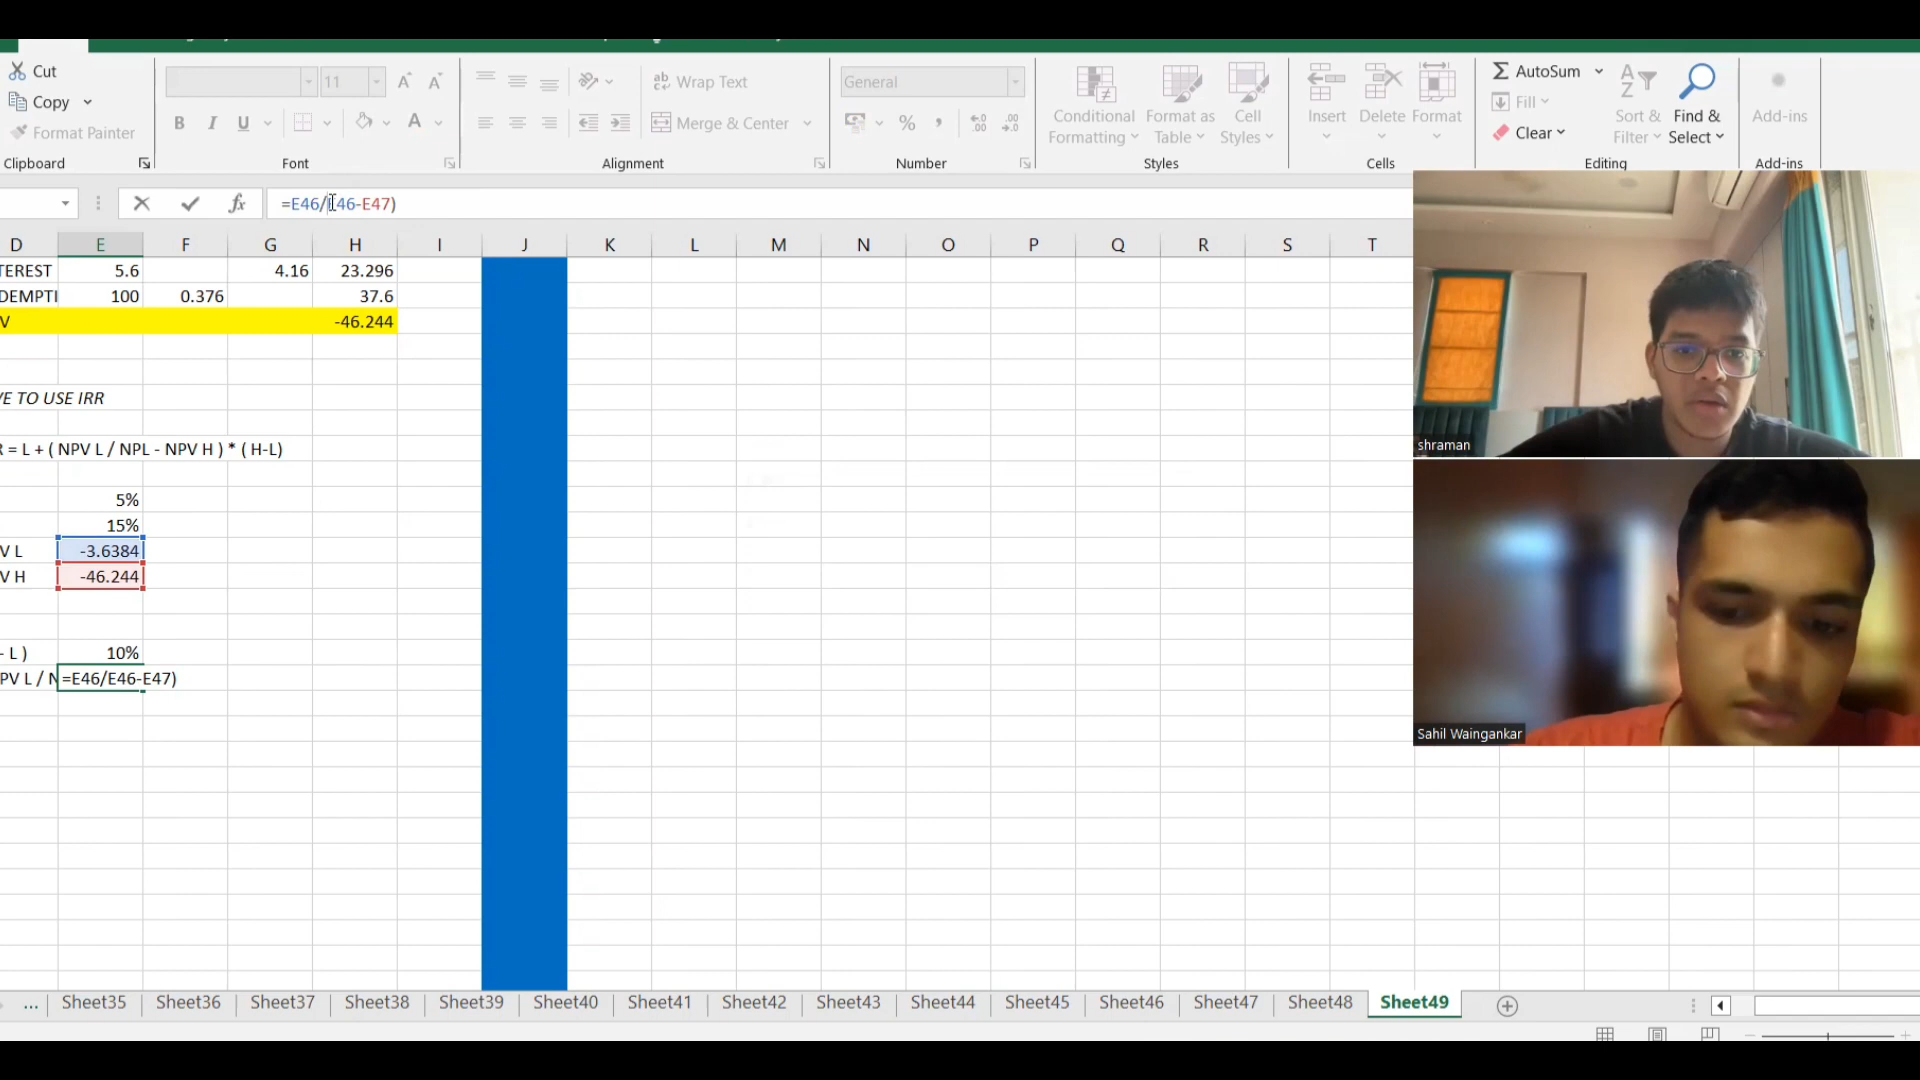 Cut
Copy
Format Painter
Clipboard
11
B I U
Font
Wrap Text
Merge & Center
Alignment
General
Number
Conditional
Formatting
Format as
Table
Cell
Styles
Styles
Insert
Delete
Format
Cells
AutoSum
Fill
Clear
Sort &
Filter
Find &
Select
Editing
Add-ins
Add-ins
fx =E46/E46-E47)
D E F G H I J K L M N O P Q R S T
TEREST 5.6 4.16 23.296
DEMPTI 100 0.376 37.6
V -46.244
VE TO USE IRR
R = L + ( NPV L / NPL - NPV H ) * ( H-L)
5%
15%
V L -3.6384
V H -46.244
- L ) 10%
PV L / N =E46/E46-E47)
shraman
Sahil Waingankar
... Sheet35 Sheet36 Sheet37 Sheet38 Sheet39 Sheet40 Sheet41 Sheet42 Sheet43 Sheet44 Sheet45 Sheet46 Sheet47 Sheet48 Sheet49